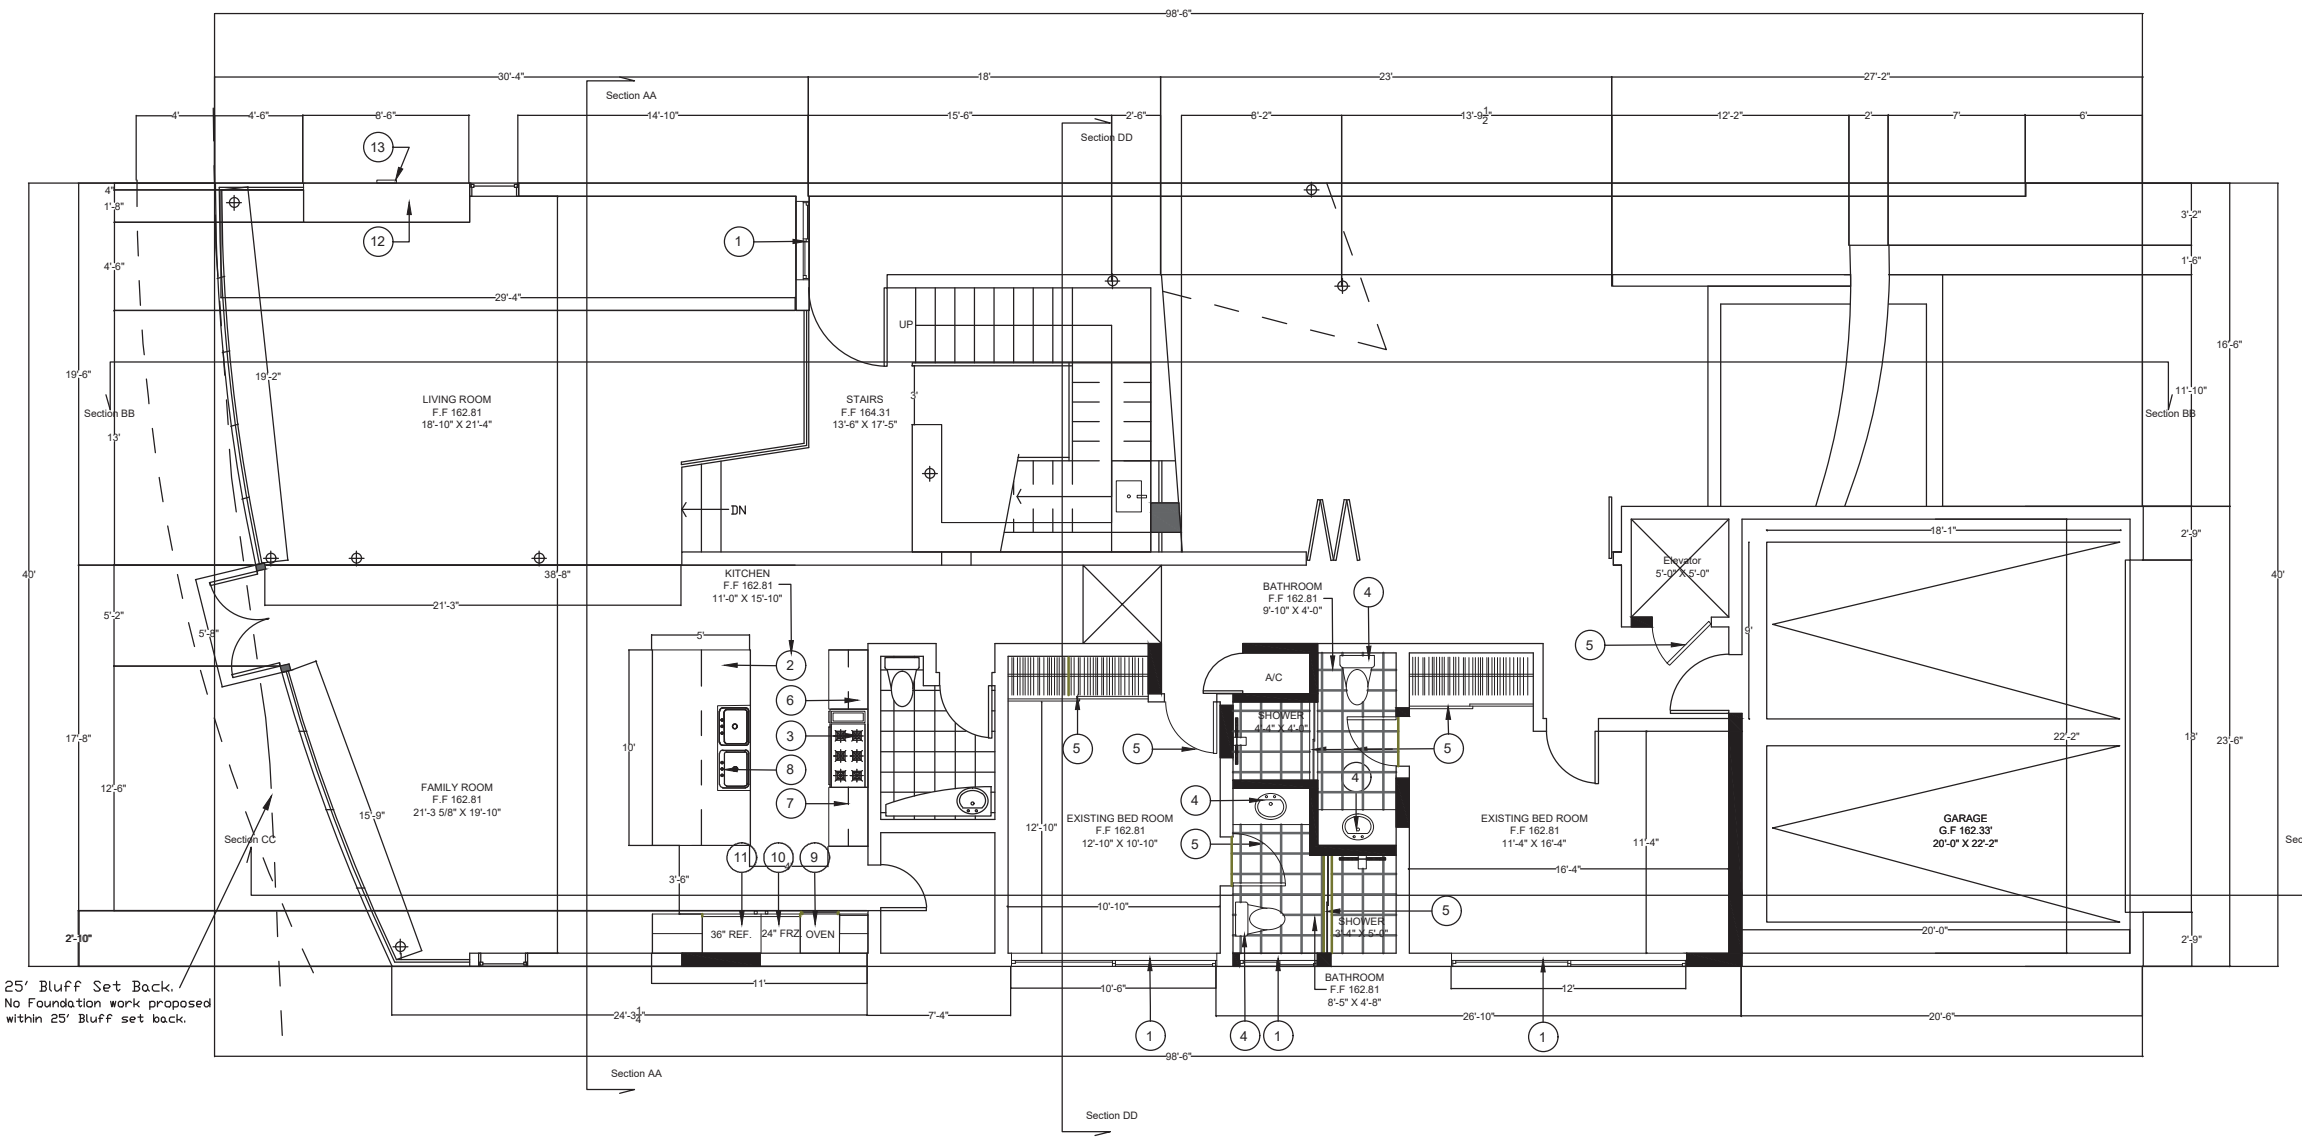 98'-6"
30'-4" 18' 23' 27'-2"
Section AA
4' 4'-6" 8'-6" 14'-10" 15'-6" 2'-6" 8'-2" 13'-9 1/2" 12'-2" 2' 7' 6'
Section DD
13
4"
1'-8"
12
1
3'-2"
4'-6"
1'-6"
29'-4"
UP
19'-6"
19'-2"
16'-6"
11'-10"
3'
Section BB
Section BB
13'
LIVING ROOM
F.F 162.81
18'-10" X 21'-4"
STAIRS
F.F 164.31
13'-6" X 17'-5"
DN
18'-1"
2'-9"
Elevator
5'-0" X 5'-0"
40'
38'-8"
40'
KITCHEN
F.F 162.81
11'-0" X 15'-10"
BATHROOM
F.F 162.81
9'-10" X 4'-0"
4
21'-3"
5'-2"
5'-8"
5'
9'
5
2
A/C
6
SHOWER
4'-4" X 4'-0"
17'-8"
10'
3
5
5
5
22'-2"
18'
23'-6"
8
4
12'-6"
FAMILY ROOM
F.F 162.81
21'-3 5/8" X 19'-10"
7
4
15'-9"
12'-10"
EXISTING BED ROOM
F.F 162.81
12'-10" X 10'-10"
EXISTING BED ROOM
F.F 162.81
11'-4" X 16'-4"
GARAGE
G.F 162.33'
20'-0" X 22'-2"
Section CC
Sec
5
11'-4"
11 10 9
4'
3'-6"
16'-4"
10'-10"
5
SHOWER
3'-4" X 5'-0"
36" REF. 24" FRZ. OVEN
20'-0"
2'-10"
2'-9"
BATHROOM
F.F 162.81
8'-5" X 4'-8"
11'
10'-6"
12'
25' Bluff Set Back.
No Foundation work proposed
within 25' Bluff set back.
24'-3 1/4" 7'-4" 26'-10" 20'-6"
1 4 1 1
98'-6"
Section AA
Section DD